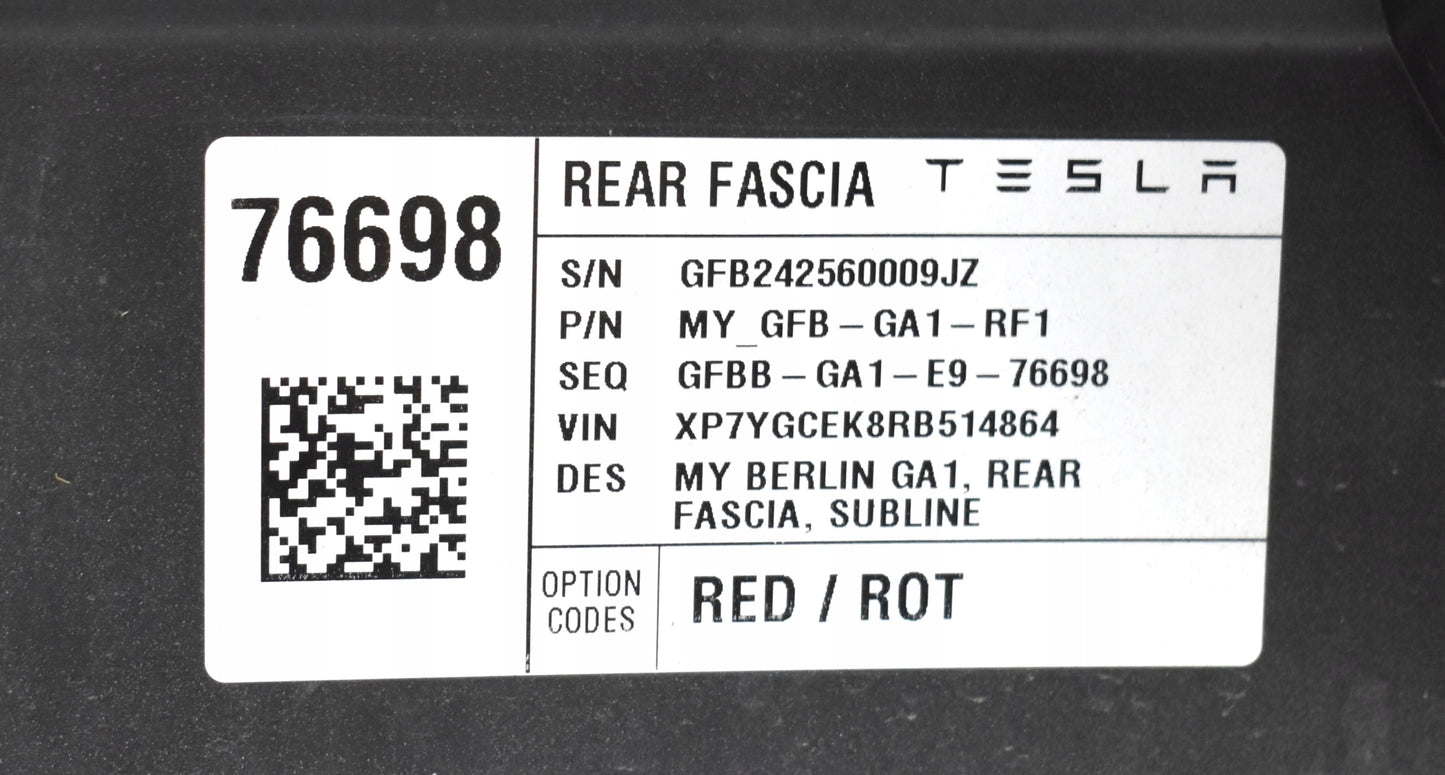 76698
REAR FASCIA TESLA
S/N GFB242560009JZ
P/N MY_GFB-GA1-RF1
SEQ GFBB-GA1-E9-76698
VIN XP7YGCEK8RB514864
DES MY BERLIN GA1, REAR
FASCIA, SUBLINE
OPTION
CODES
RED / ROT